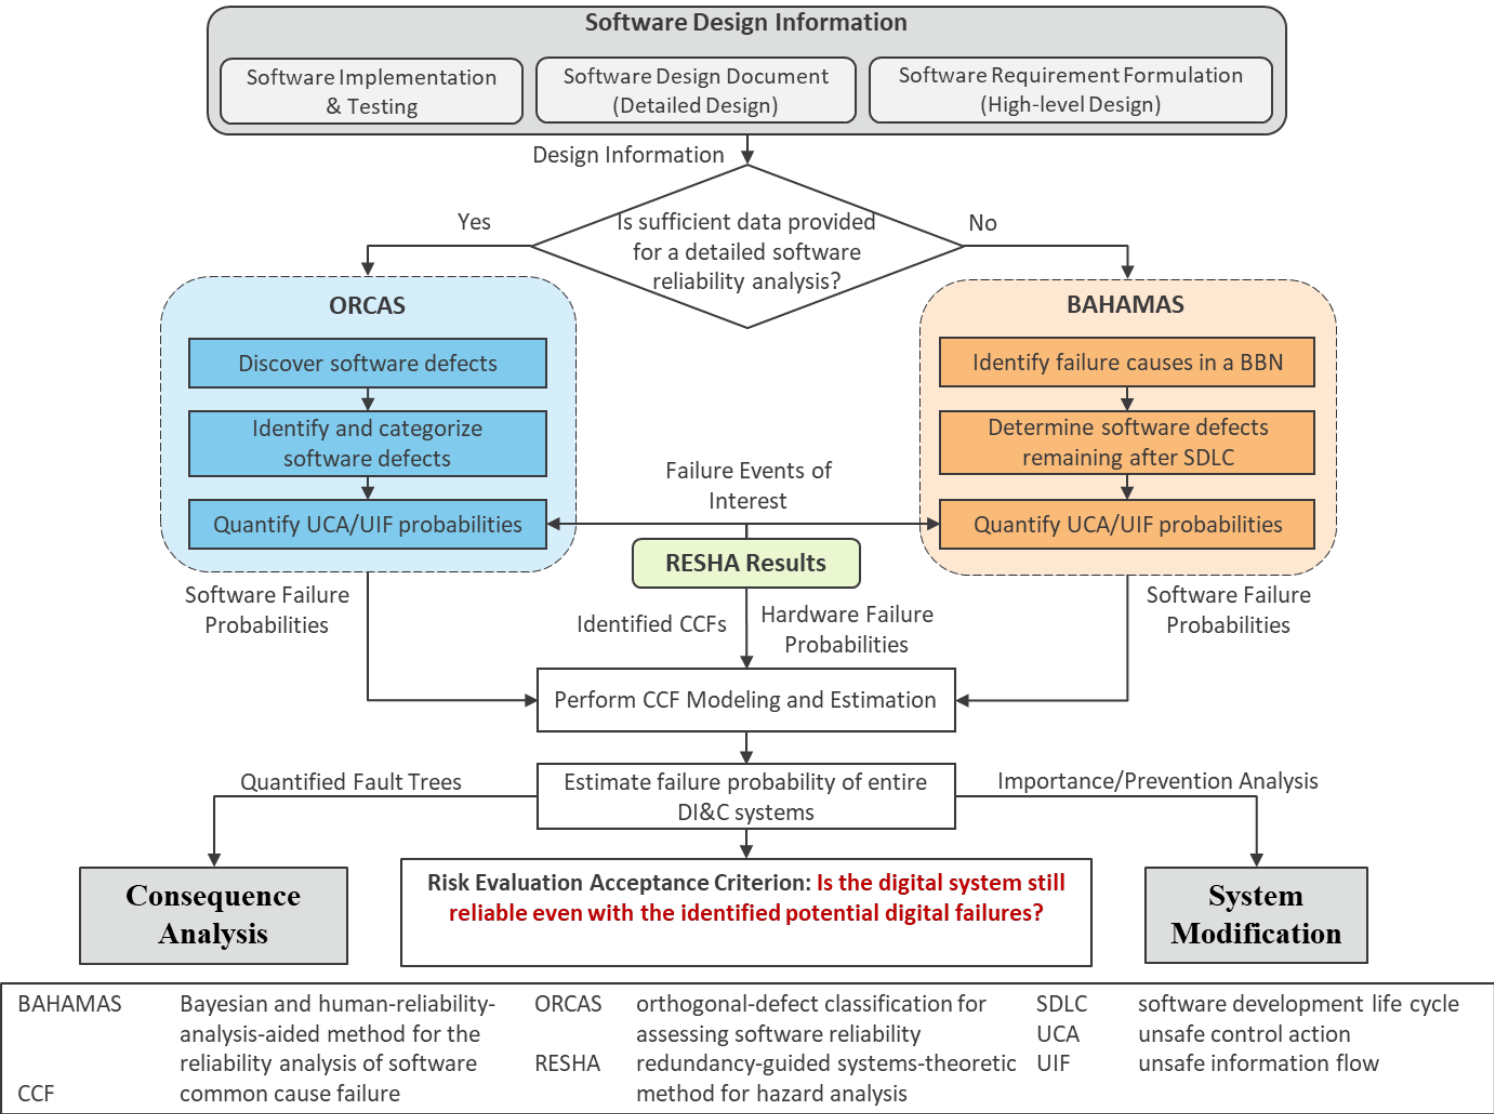 Software Design Information
Software Implementation
& Testing
Software Design Document
(Detailed Design)
Software Requirement Formulation
(High-level Design)
Design Information
Yes
Is sufficient data provided
for a detailed software
reliability analysis?
No
ORCAS
Discover software defects
Identify and categorize
software defects
Quantify UCA/UIF probabilities
BAHAMAS
Identify failure causes in a BBN
Determine software defects
remaining after SDLC
Quantify UCA/UIF probabilities
Failure Events of
Interest
RESHA Results
Software Failure
Probabilities
Identified CCFs
Hardware Failure
Probabilities
Software Failure
Probabilities
Perform CCF Modeling and Estimation
Quantified Fault Trees
Estimate failure probability of entire
DI&C systems
Importance/Prevention Analysis
Consequence
Analysis
Risk Evaluation Acceptance Criterion: Is the digital system still
reliable even with the identified potential digital failures?
System
Modification
BAHAMAS Bayesian and human-reliability-
analysis-aided method for the
reliability analysis of software
CCF common cause failure
ORCAS orthogonal-defect classification for
assessing software reliability
RESHA redundancy-guided systems-theoretic
method for hazard analysis
SDLC software development life cycle
UCA unsafe control action
UIF unsafe information flow